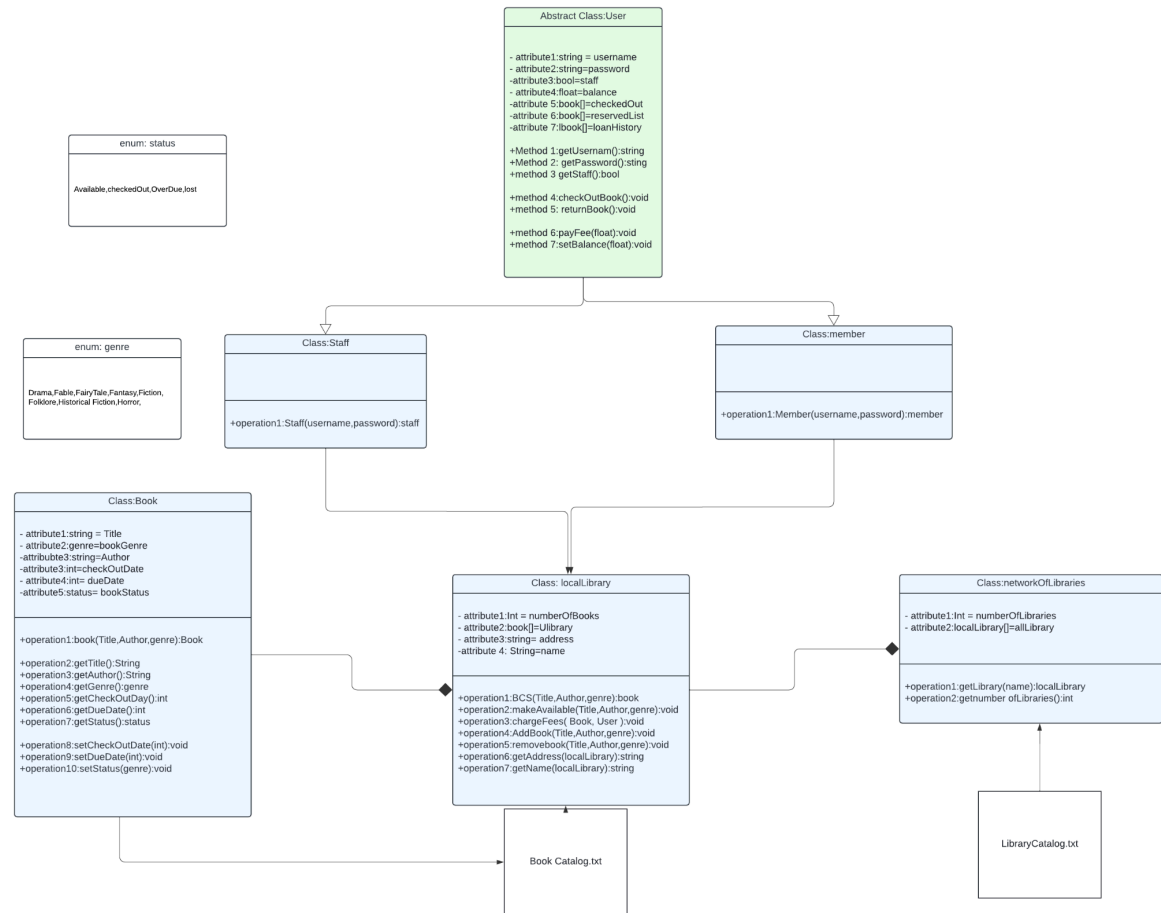 Abstract Class:User
- attribute1:string = username
- attribute2:string=password
-attribute3:bool=staff
- attribute4:float=balance
-attribute 5:book[]=checkedOut
-attribute 6:book[]=reservedList
-attribute 7:lbook[]=loanHistory
+Method 1:getUsernam():string
+Method 2: getPassword():sting
+method 3 getStaff():bool
+method 4:checkOutBook():void
+method 5: returnBook():void
+method 6:payFee(float):void
+method 7:setBalance(float):void
enum: status
Available,checkedOut,OverDue,lost
enum: genre
Drama,Fable,FairyTale,Fantasy,Fiction,
Folklore,Historical Fiction,Horror,
Class:Staff
+operation1:Staff(username,password):staff
Class:member
+operation1:Member(username,password):member
Class:Book
- attribute1:string = Title
- attribute2:genre=bookGenre
-attribubte3:string=Author
-attribute3:int=checkOutDate
- attribute4:int= dueDate
-attribute5:status= bookStatus
+operation1:book(Title,Author,genre):Book
+operation2:getTitle():String
+operation3:getAuthor():String
+operation4:getGenre():genre
+operation5:getCheckOutDay():int
+operation6:getDueDate():int
+operation7:getStatus():status
+operation8:setCheckOutDate(int):void
+operation9:setDueDate(int):void
+operation10:setStatus(genre):void
Class: localLibrary
- attribute1:Int = numberOfBooks
- attribute2:book[]=Ulibrary
- attribute3:string= address
-attribute 4: String=name
+operation1:BCS(Title,Author,genre):book
+operation2:makeAvailable(Title,Author,genre):void
+operation3:chargeFees( Book, User ):void
+operation4:AddBook(Title,Author,genre):void
+operation5:removebook(Title,Author,genre):void
+operation6:getAddress(localLibrary):string
+operation7:getName(localLibrary):string
Class:networkOfLibraries
- attribute1:Int = numberOfLibraries
- attribute2:localLibrary[]=allLibrary
+operation1:getLibrary(name):localLibrary
+operation2:getnumber ofLibraries():int
Book Catalog.txt
LibraryCatalog.txt